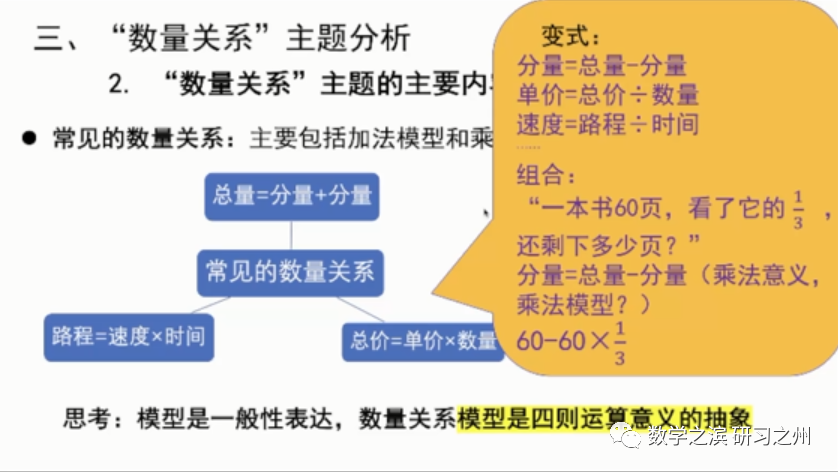 三、“数量关系”主题分析
2. “数量关系”主题的主要内
● 常见的数量关系：主要包括加法模型和乘
总量=分量+分量
常见的数量关系
路程=速度×时间
总价=单价×数量
变式：
分量=总量-分量
单价=总价÷数量
速度=路程÷时间
……
组合：
“一本书60页，看了它的1/3，
还剩下多少页？”
分量=总量-分量（乘法意义，
乘法模型？）
60-60×1/3
思考：模型是一般性表达，数量关系模型是四则运算意义的抽象
数学之滨 研习之州